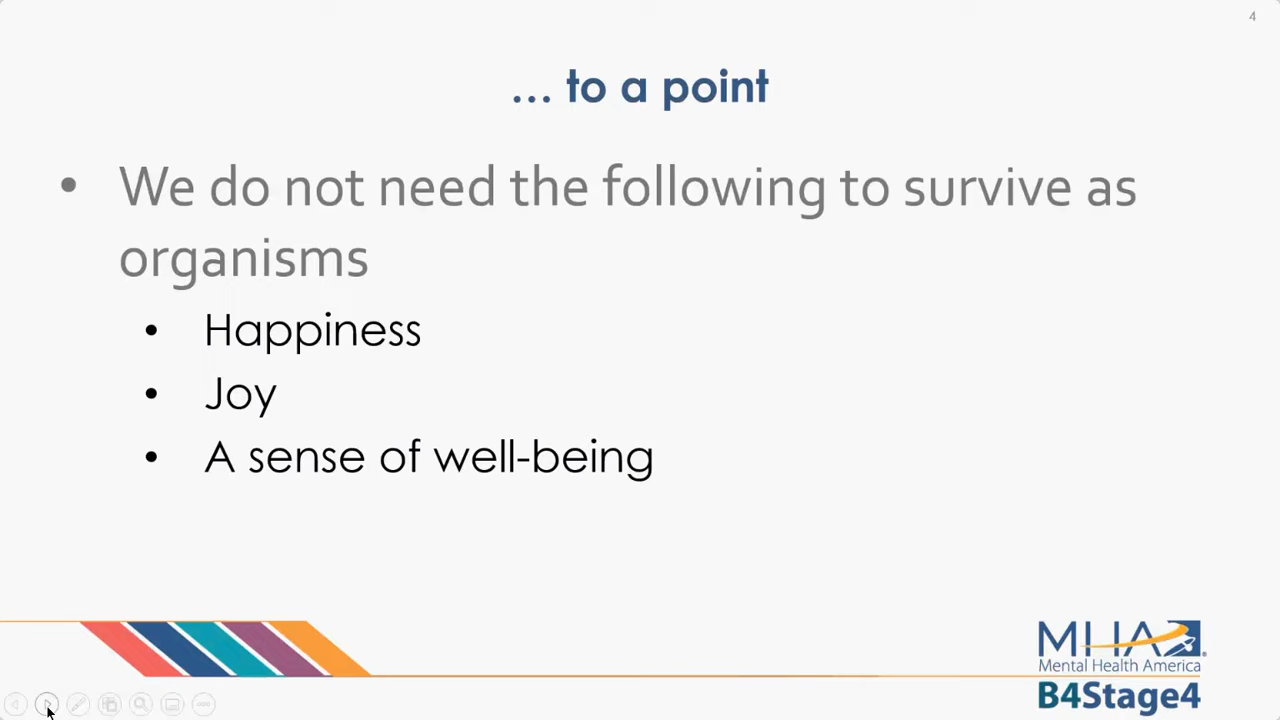 4
… to a point
• We do not need the following to survive as
organisms
• Happiness
• Joy
• A sense of well-being
MHA
Mental Health America
B4Stage4